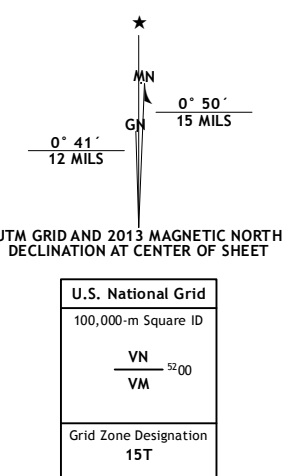 ★
MN
0° 50´
15 MILS
GN
0° 41´
12 MILS
UTM GRID AND 2013 MAGNETIC NORTH
DECLINATION AT CENTER OF SHEET
U.S. National Grid
100,000-m Square ID
VN
5200
VM
Grid Zone Designation
15T